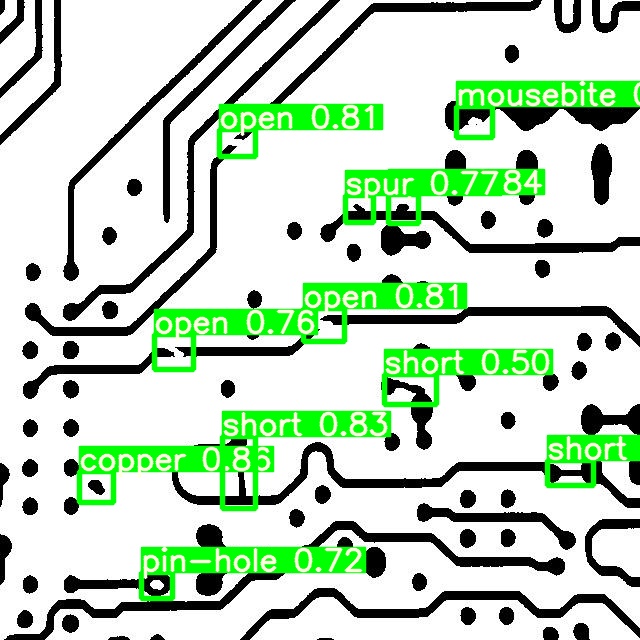 mousebite
open 0.81
spur 0.7784
open 0.81
open 0.76
short 0.50
short 0.83
short
copper 0.86
pin-hole 0.72